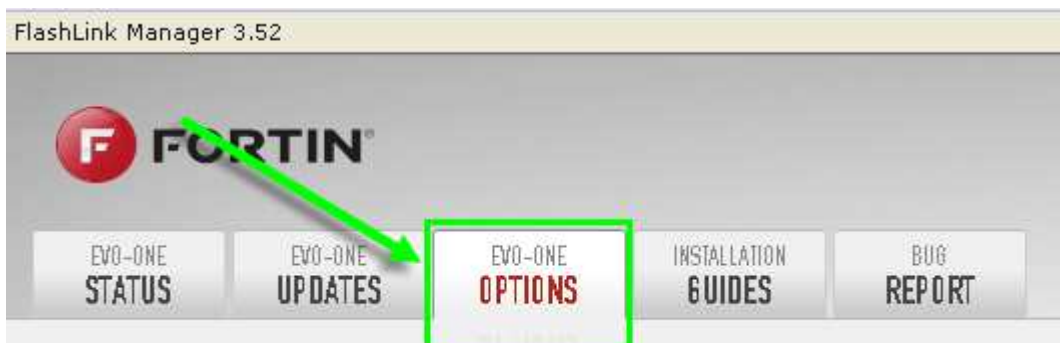 FlashLink Manager 3.52
F FORTIN®
EVO-ONE
STATUS
EVO-ONE
UPDATES
EVO-ONE
OPTIONS
INSTALLATION
GUIDES
BUG
REPORT